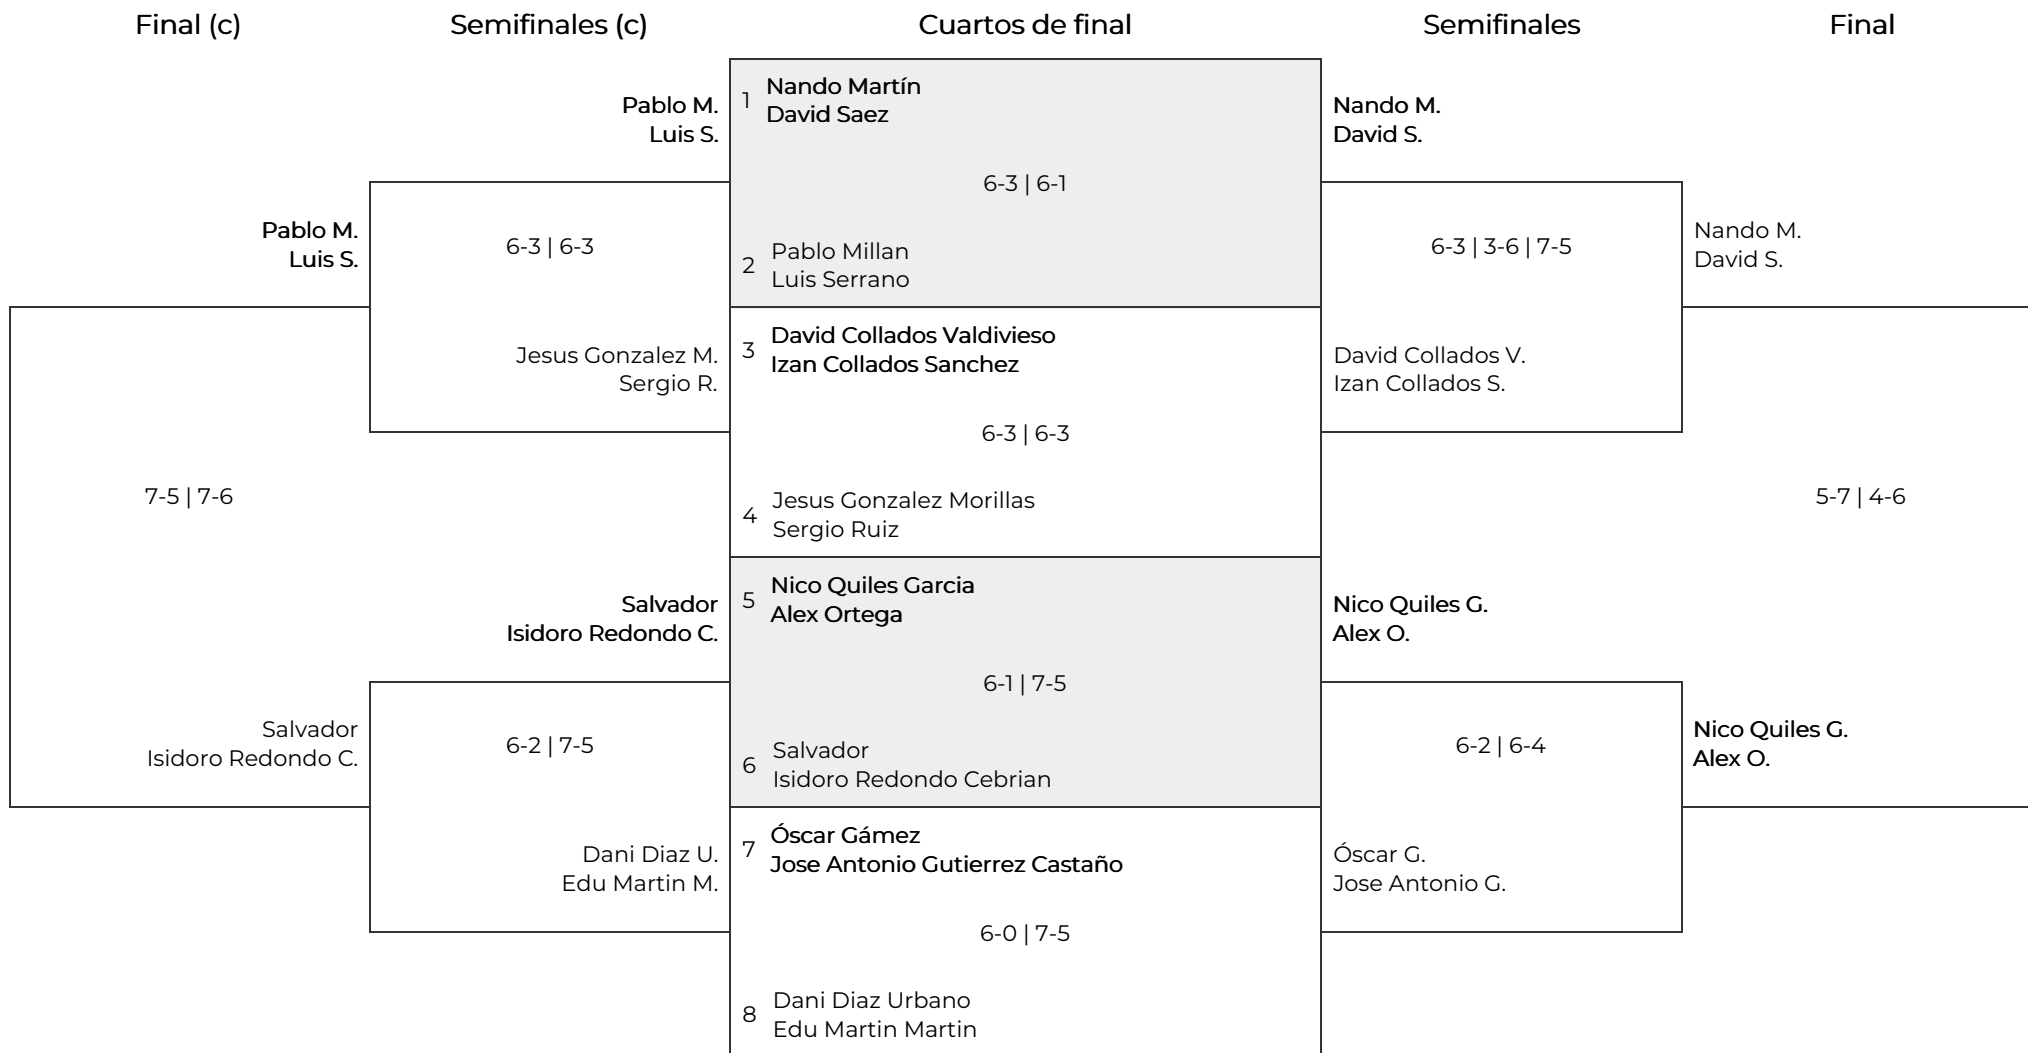 Final (c)
Semifinales (c)
Cuartos de final
Semifinales
Final
Pablo M.
Luis S.
Pablo M.
Luis S.
6-3 | 6-3
Jesus Gonzalez M.
Sergio R.
7-5 | 7-6
Salvador
Isidoro Redondo C.
Salvador
Isidoro Redondo C.
6-2 | 7-5
Dani Diaz U.
Edu Martin M.
1
Nando Martín
David Saez
6-3 | 6-1
2
Pablo Millan
Luis Serrano
3
David Collados Valdivieso
Izan Collados Sanchez
6-3 | 6-3
4
Jesus Gonzalez Morillas
Sergio Ruiz
5
Nico Quiles Garcia
Alex Ortega
6-1 | 7-5
6
Salvador
Isidoro Redondo Cebrian
7
Óscar Gámez
Jose Antonio Gutierrez Castaño
6-0 | 7-5
8
Dani Diaz Urbano
Edu Martin Martin
Nando M.
David S.
6-3 | 3-6 | 7-5
David Collados V.
Izan Collados S.
Nando M.
David S.
5-7 | 4-6
Nico Quiles G.
Alex O.
6-2 | 6-4
Óscar G.
Jose Antonio G.
Nico Quiles G.
Alex O.